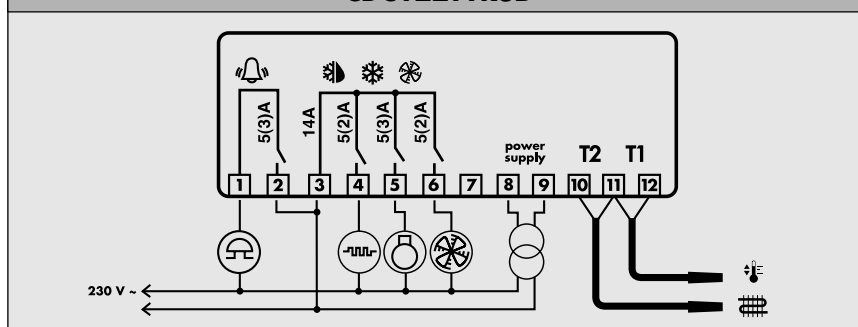 5(3)A
14A
5(2)A
5(3)A
5(2)A
power
supply
T2 T1
1 2 3 4 5 6 7 8 9 10 11 12
230 V ~